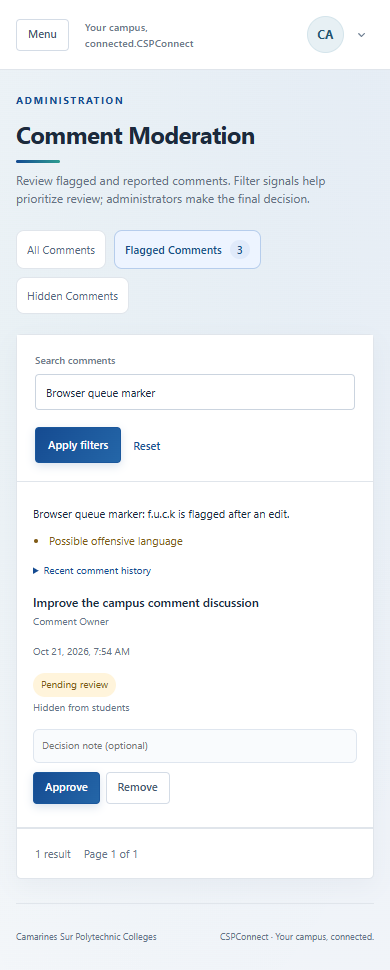 Menu
Your campus,
connected.CSPConnect
CA
ADMINISTRATION
Comment Moderation
Review flagged and reported comments. Filter signals help
prioritize review; administrators make the final decision.
All Comments
Flagged Comments 3
Hidden Comments
Search comments
Browser queue marker
Apply filters
Reset
Browser queue marker: f.u.c.k is flagged after an edit.
Possible offensive language
Recent comment history
Improve the campus comment discussion
Comment Owner
Oct 21, 2026, 7:54 AM
Pending review
Hidden from students
Decision note (optional)
Approve
Remove
1 result Page 1 of 1
Camarines Sur Polytechnic Colleges
CSPConnect · Your campus, connected.